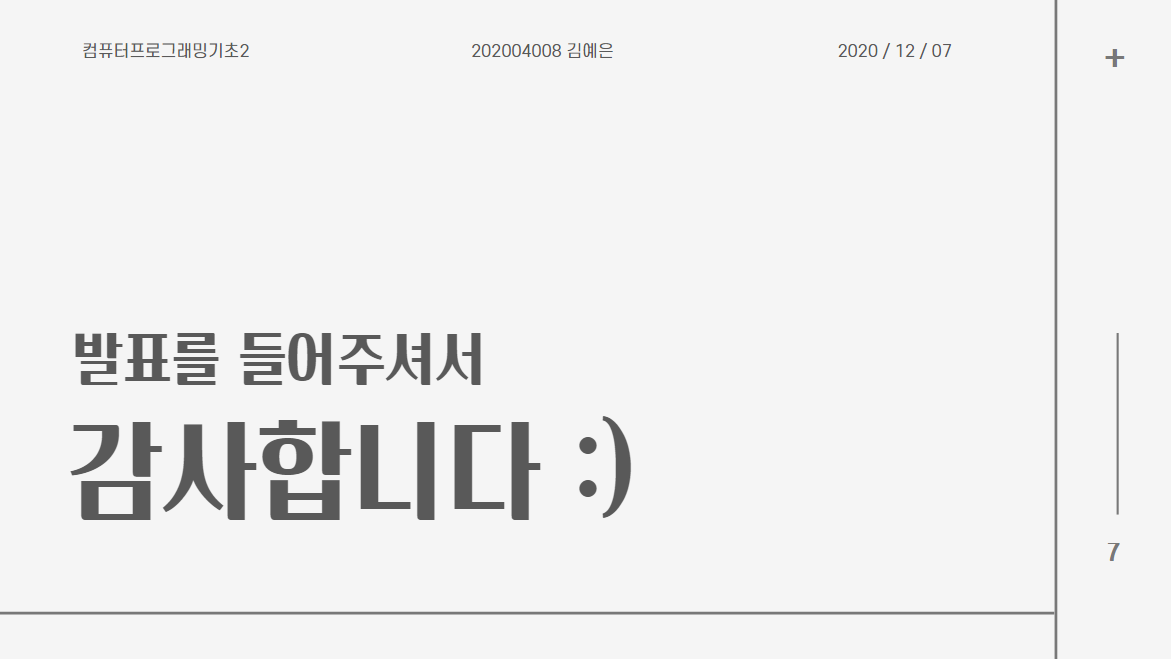 컴퓨터프로그래밍기초2 202004008 김예은 2020 / 12 / 07
+
발표를 들어주셔서
감사합니다 :)
7